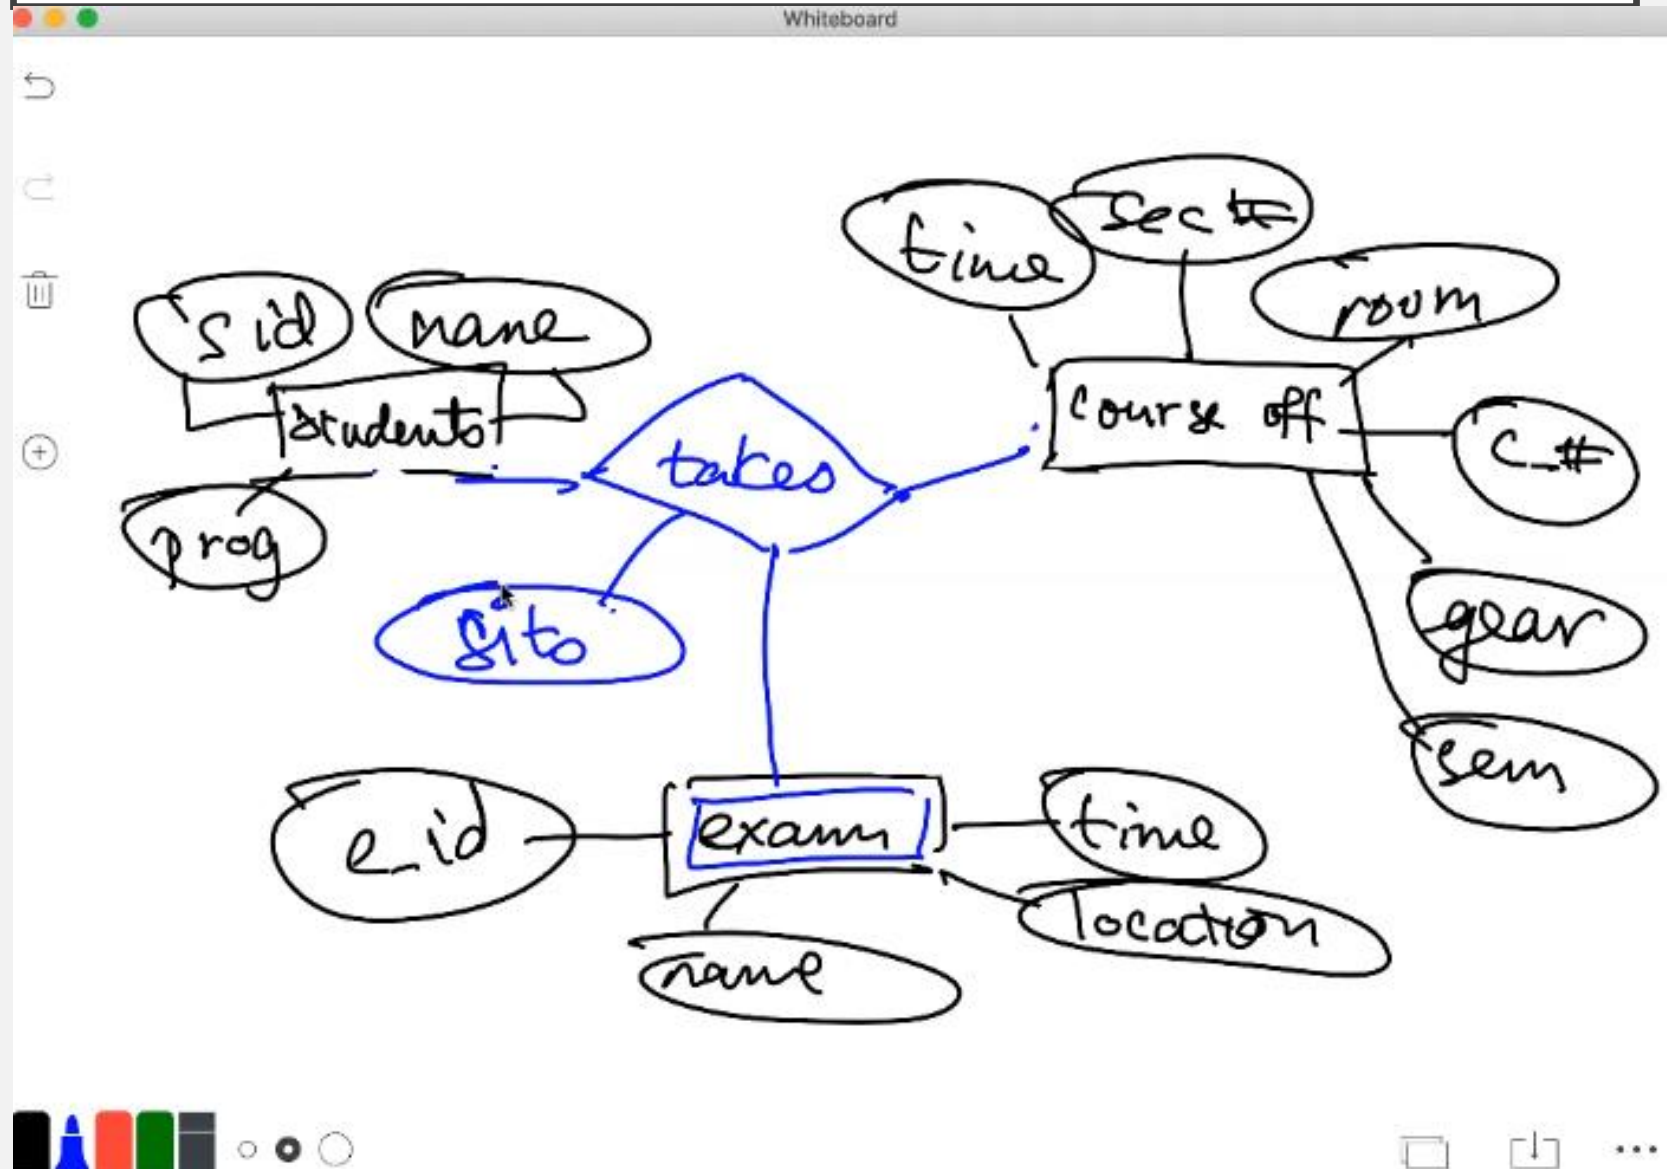 Whiteboard
time
sec #
room
sid
name
students
course off
takes
c_#
prog
year
sem
e_id
exam
time
location
name